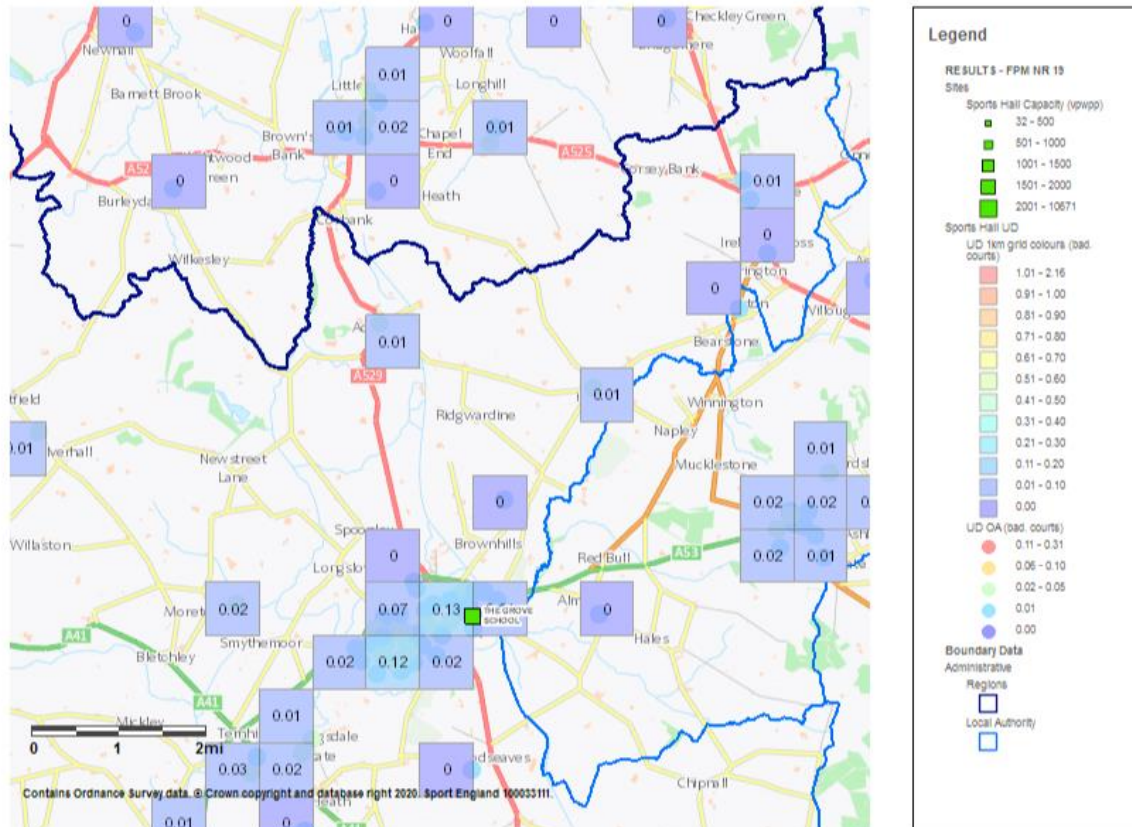 0
0
0
0
Checkley Green
Newhall
Woolfall
0.01
Little
Longhill
Barnett Brook
0.01
0.02
0.01
Brown's
Bank
Chapel
End
A525
0
0
Heath
0.01
Burleyda
Wilkesley
0
0
Bearstone
0.01
A529
0.01
Winnington
Ridgwardine
Napley
0.01
Mucklestone
0.01
New street
Lane
0.02
0.02
0
Willaston
Brownhills
Red Bull
A53
0.02
0.01
0
Longslo
0.02
0.07
0.13
THE GROVE
SCHOOL
0
Hales
Smythemoor
A41
Bletchley
0.02
0.12
0.02
A41
0.01
Mickley
0 1 2mi
0.03
0.02
0
Chipnall
Contains Ordnance Survey data. © Crown copyright and database right 2020. Sport England 100033111.
0.01
0
A41
Legend
RESULTS - FPM NR 19
Sites
Sports Hall Capacity (vpwpp)
32 - 500
501 - 1000
1001 - 1500
1501 - 2000
2001 - 10671
Sports Hall UD
UD 1km grid colours (bad.
courts)
1.01 - 2.16
0.91 - 1.00
0.81 - 0.90
0.71 - 0.80
0.61 - 0.70
0.51 - 0.60
0.41 - 0.50
0.31 - 0.40
0.21 - 0.30
0.11 - 0.20
0.01 - 0.10
0.00
UD OA (bad. courts)
0.11 - 0.31
0.06 - 0.10
0.02 - 0.05
0.01
0.00
Boundary Data
Administrative
Regions
Local Authority